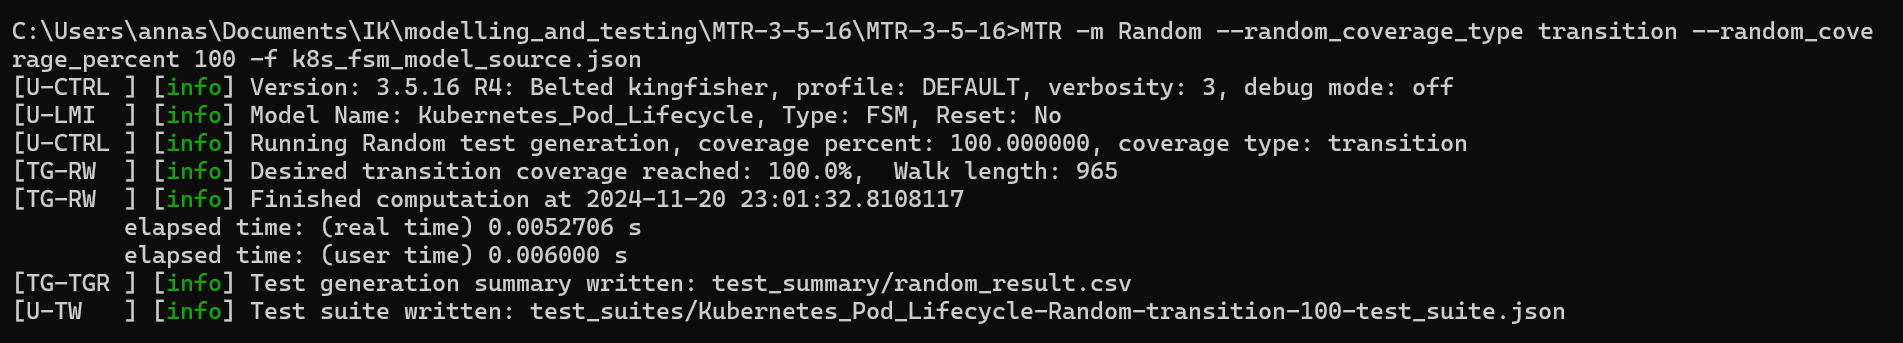 C:\Users\annas\Documents\IK\modelling_and_testing\MTR-3-5-16\MTR-3-5-16>MTR -m Random --random_coverage_type transition --random_cove
rage_percent 100 -f k8s_fsm_model_source.json
[U-CTRL ] [info] Version: 3.5.16 R4: Belted kingfisher, profile: DEFAULT, verbosity: 3, debug mode: off
[U-LMI  ] [info] Model Name: Kubernetes_Pod_Lifecycle, Type: FSM, Reset: No
[U-CTRL ] [info] Running Random test generation, coverage percent: 100.000000, coverage type: transition
[TG-RW  ] [info] Desired transition coverage reached: 100.0%,  Walk length: 965
[TG-RW  ] [info] Finished computation at 2024-11-20 23:01:32.8108117
        elapsed time: (real time) 0.0052706 s
        elapsed time: (user time) 0.006000 s
[TG-TGR ] [info] Test generation summary written: test_summary/random_result.csv
[U-TW   ] [info] Test suite written: test_suites/Kubernetes_Pod_Lifecycle-Random-transition-100-test_suite.json